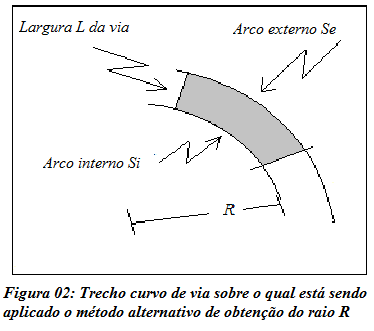 Largura L da via
Arco externo Se
Arco interno Si
R
Figura 02: Trecho curvo de via sobre o qual está sendo
aplicado o método alternativo de obtenção do raio R